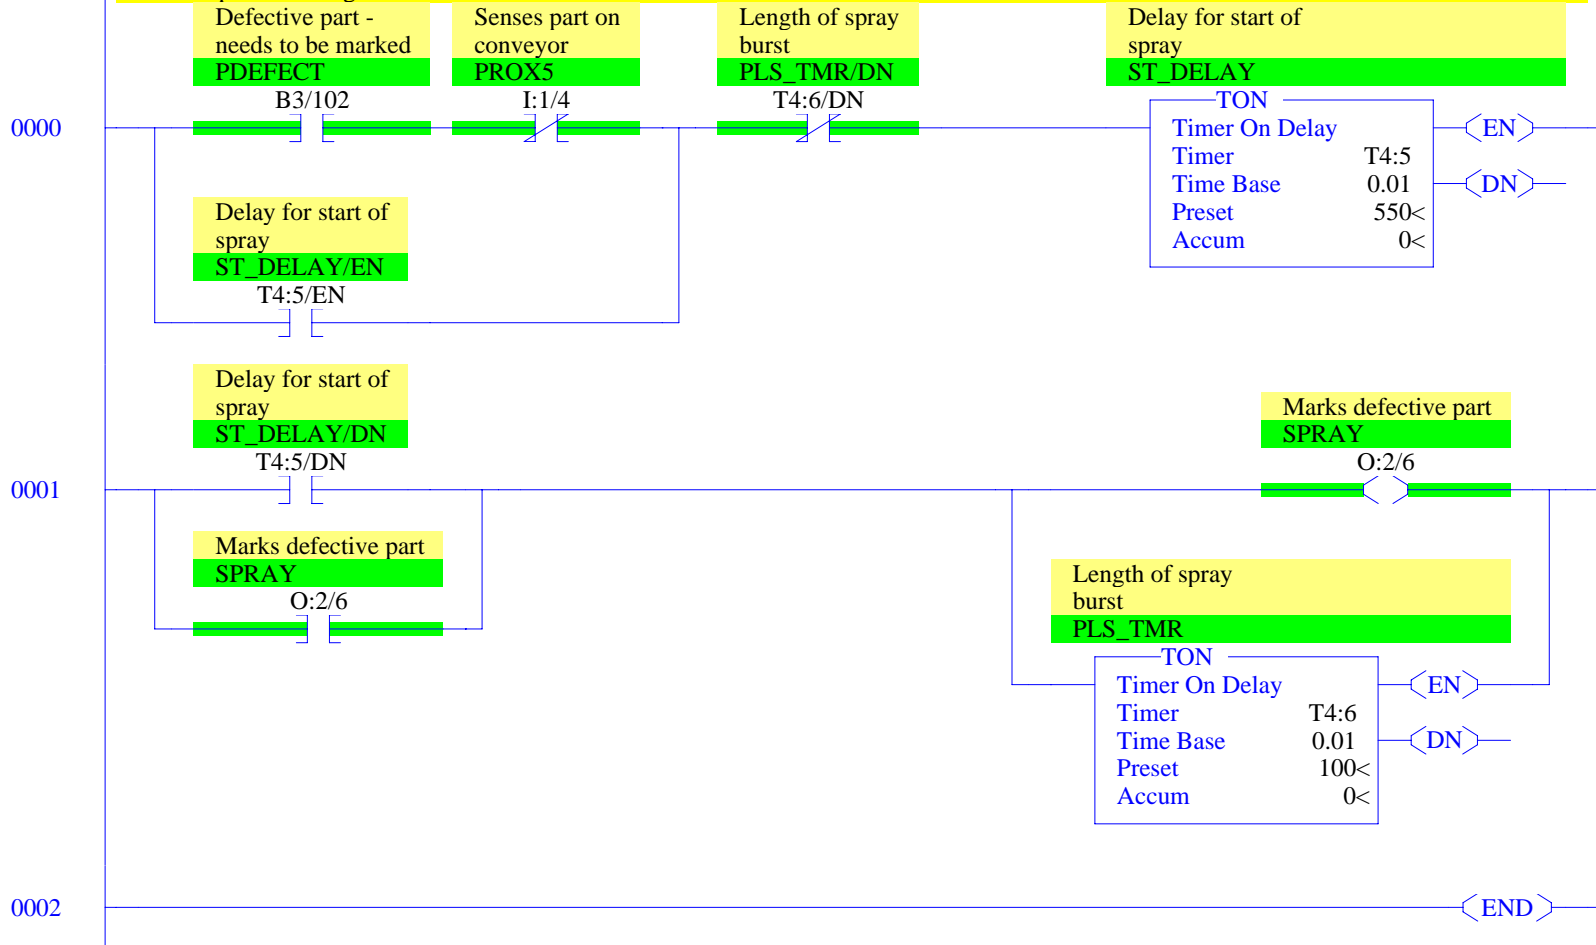 Defective part -
needs to be marked
PDEFECT
B3/102
Senses part on
conveyor
PROX5
I:1/4
Length of spray
burst
PLS_TMR/DN
T4:6/DN
Delay for start of
spray
ST_DELAY
0000
TON
Timer On Delay
Timer T4:5
Time Base 0.01
Preset 550<
Accum 0<
EN
DN
Delay for start of
spray
ST_DELAY/EN
T4:5/EN
Delay for start of
spray
ST_DELAY/DN
T4:5/DN
Marks defective part
SPRAY
O:2/6
0001
Marks defective part
SPRAY
O:2/6
Length of spray
burst
PLS_TMR
TON
Timer On Delay
Timer T4:6
Time Base 0.01
Preset 100<
Accum 0<
EN
DN
0002
END